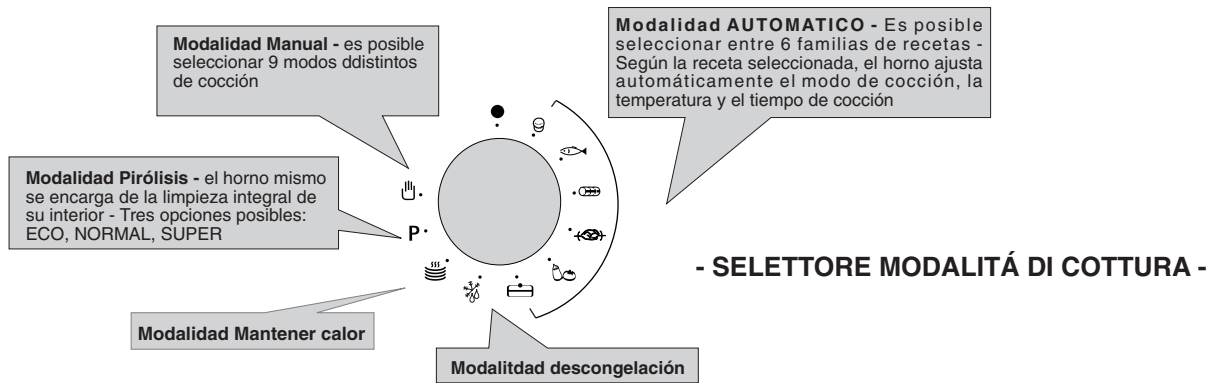 Modalidad Manual - es posible
seleccionar 9 modos ddistintos
de cocción
Modalidad AUTOMATICO - Es posible
seleccionar entre 6 familias de recetas -
Según la receta seleccionada, el horno ajusta
automáticamente el modo de cocción, la
temperatura y el tiempo de cocción
Modalidad Pirólisis - el horno mismo
se encarga de la limpieza integral de
su interior - Tres opciones posibles:
ECO, NORMAL, SUPER
P
- SELETTORE MODALITÁ DI COTTURA -
Modalidad Mantener calor
Modalitdad descongelación